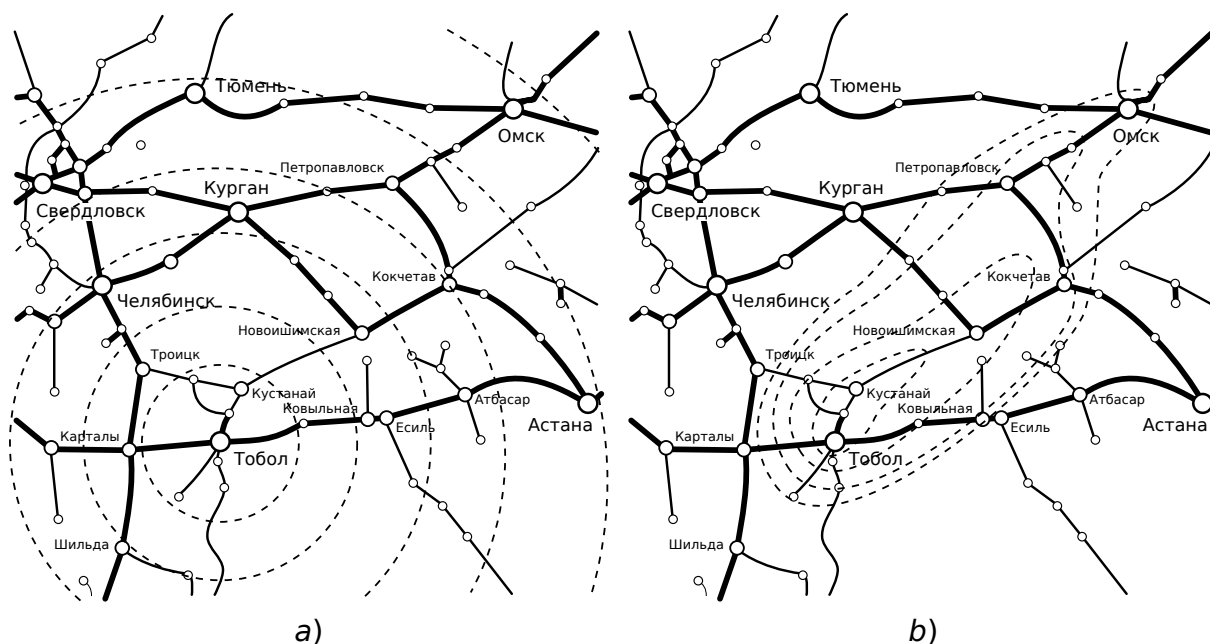 Тюмень
Омск
Петропавловск
Курган
Свердловск
Кокчетав
Челябинск
Новоишимская
Троицк
Кустанай
Ковыльная
Атбасар
Есиль
Астана
Карталы
Тобол
Шильда
a)
Тюмень
Омск
Петропавловск
Курган
Свердловск
Кокчетав
Челябинск
Новоишимская
Троицк
Кустанай
Ковыльная
Атбасар
Есиль
Астана
Карталы
Тобол
Шильда
b)